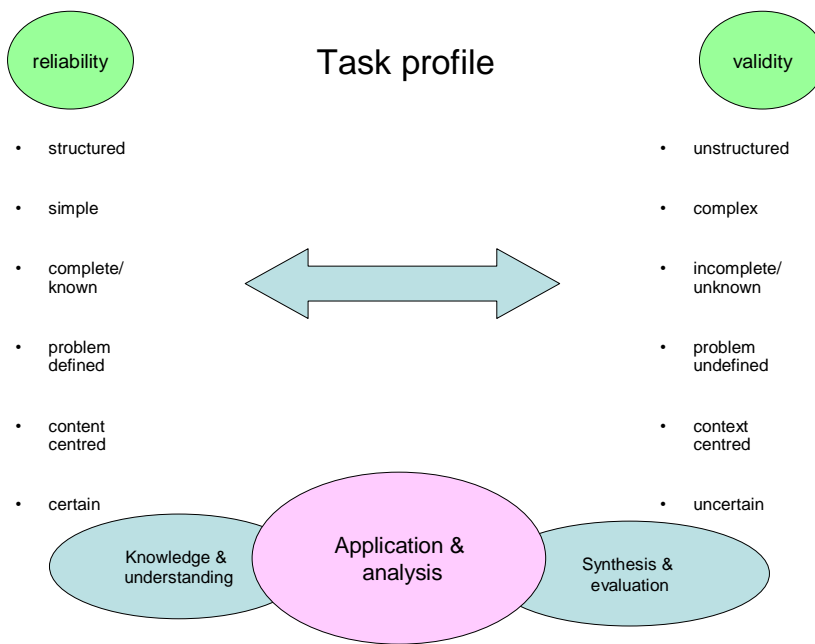 reliability
Task profile
validity
• structured
• simple
• complete/
known
• problem
defined
• content
centred
• certain
• unstructured
• complex
• incomplete/
unknown
• problem
undefined
• context
centred
• uncertain
Knowledge &
understanding
Application &
analysis
Synthesis &
evaluation